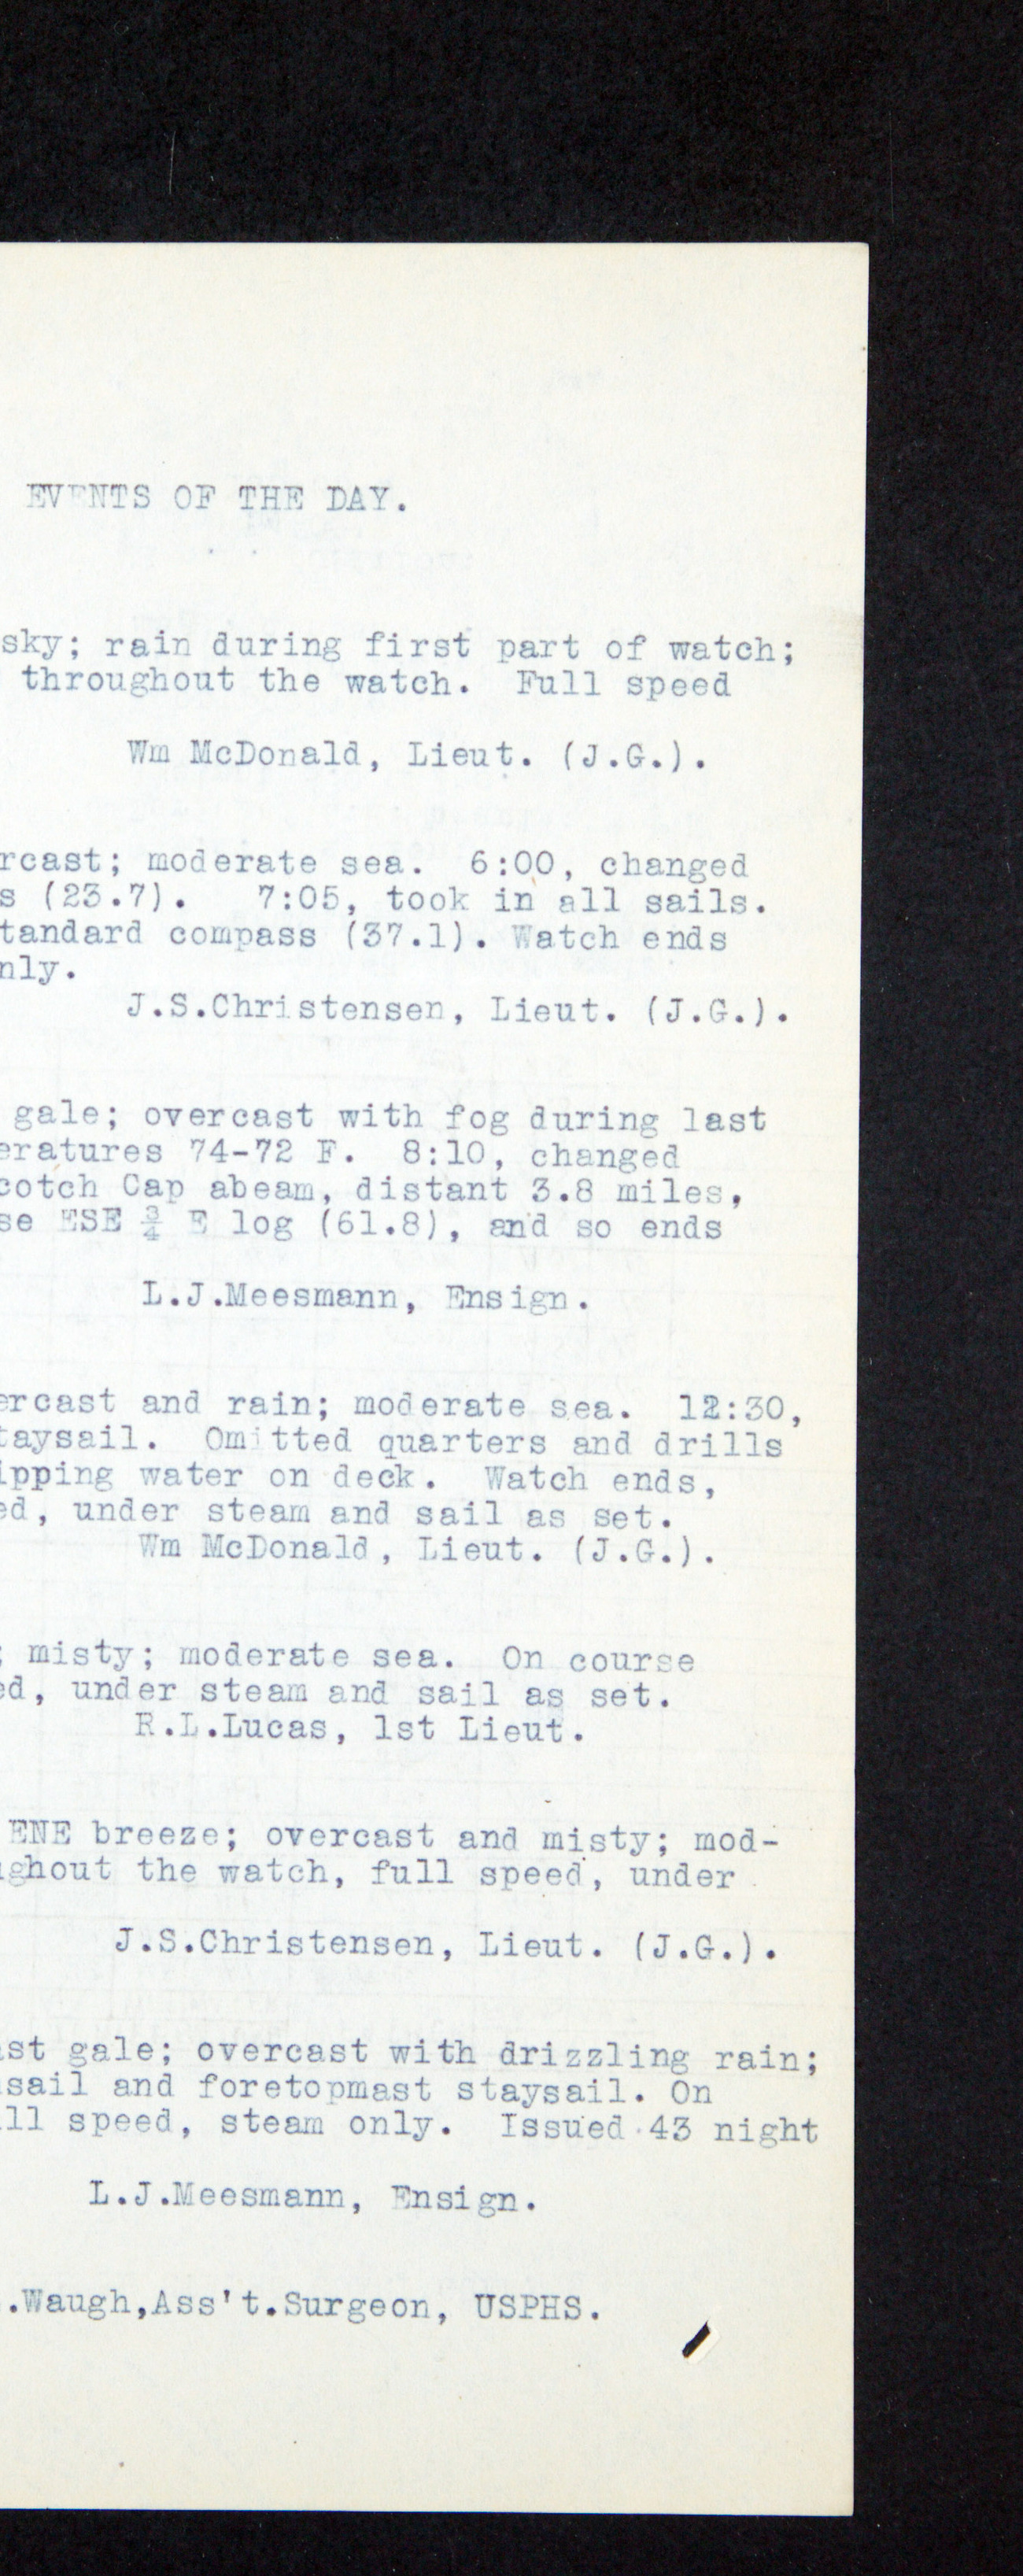 EVENTS OF THE DAY.
sky; rain during first part of watch;
throughout the watch. Full speed
Wm McDonald, Lieut. (J.G.).
rcast; moderate sea. 6:00, changed
s (23.7). 7:05, took in all sails.
tandard compass (37.1). Watch ends
nly.
J.S.Christensen, Lieut. (J.G.).
gale; overcast with fog during last
eratures 74-72 F. 8:10, changed
cotch Cap abeam, distant 3.8 miles,
se ESE ¾ E log (61.8), and so ends
L.J.Meesmann, Ensign.
ercast and rain; moderate sea. 12:30,
taysail. Omitted quarters and drills
ipping water on deck. Watch ends,
ed, under steam and sail as set.
Wm McDonald, Lieut. (J.G.).
; misty; moderate sea. On course
ed, under steam and sail as set.
R.L.Lucas, 1st Lieut.
ENE breeze; overcast and misty; mod-
ughout the watch, full speed, under
J.S.Christensen, Lieut. (J.G.).
ast gale; overcast with drizzling rain;
sail and foretopmast staysail. On
ll speed, steam only. Issued 43 night
L.J.Meesmann, Ensign.
.Waugh,Ass't.Surgeon, USPHS.